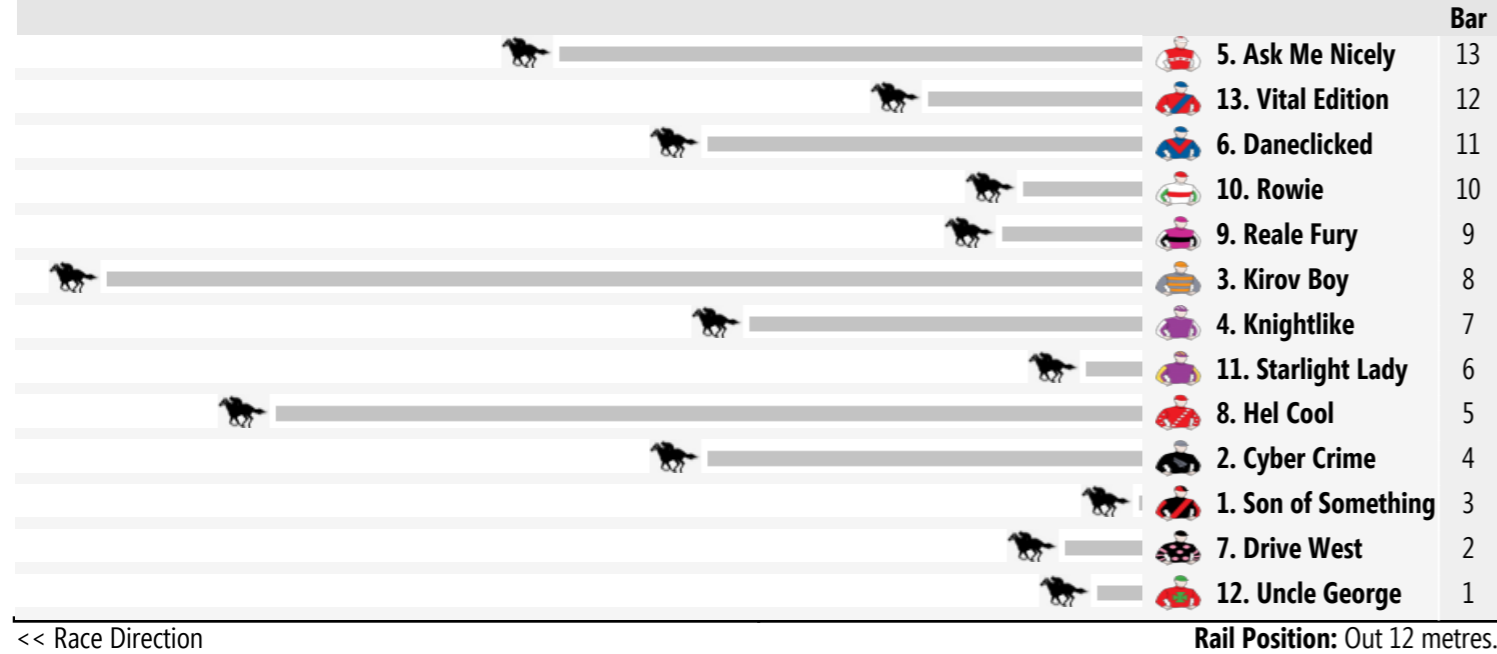 Bar
5. Ask Me Nicely 13
13. Vital Edition 12
6. Daneclicked 11
10. Rowie 10
9. Reale Fury 9
3. Kirov Boy 8
4. Knightlike 7
11. Starlight Lady 6
8. Hel Cool 5
2. Cyber Crime 4
1. Son of Something 3
7. Drive West 2
12. Uncle George 1
<< Race Direction Rail Position: Out 12 metres.